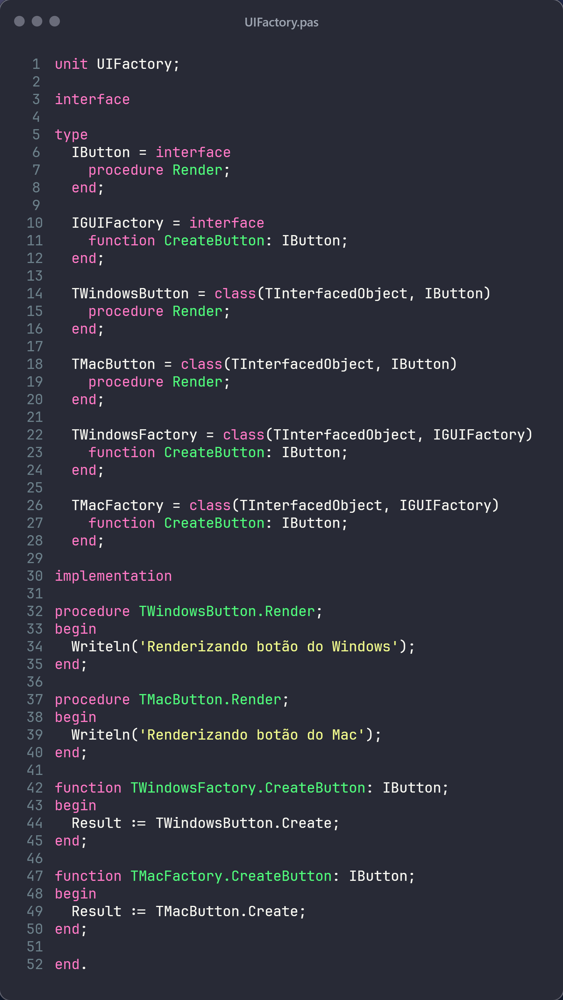 UIFactory.pas
1 unit UIFactory;
2
3 interface
4
5 type
6   IButton = interface
7     procedure Render;
8   end;
9
10   IGUIFactory = interface
11     function CreateButton: IButton;
12   end;
13
14   TWindowsButton = class(TInterfacedObject, IButton)
15     procedure Render;
16   end;
17
18   TMacButton = class(TInterfacedObject, IButton)
19     procedure Render;
20   end;
21
22   TWindowsFactory = class(TInterfacedObject, IGUIFactory)
23     function CreateButton: IButton;
24   end;
25
26   TMacFactory = class(TInterfacedObject, IGUIFactory)
27     function CreateButton: IButton;
28   end;
29
30 implementation
31
32 procedure TWindowsButton.Render;
33 begin
34   Writeln('Renderizando botão do Windows');
35 end;
36
37 procedure TMacButton.Render;
38 begin
39   Writeln('Renderizando botão do Mac');
40 end;
41
42 function TWindowsFactory.CreateButton: IButton;
43 begin
44   Result := TWindowsButton.Create;
45 end;
46
47 function TMacFactory.CreateButton: IButton;
48 begin
49   Result := TMacButton.Create;
50 end;
51
52 end.